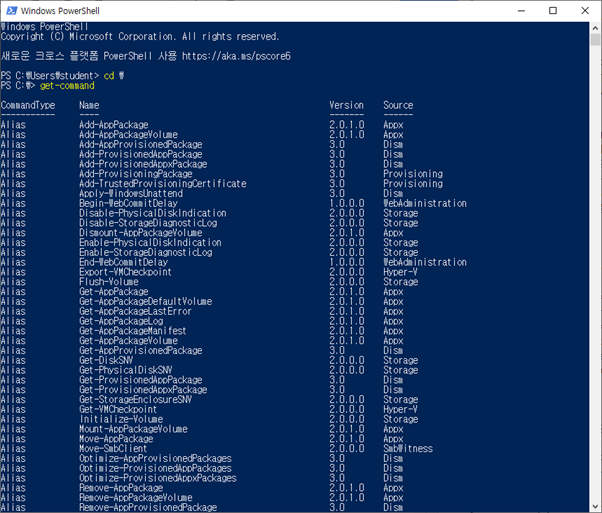 Windows PowerShell
Windows PowerShell
Copyright (C) Microsoft Corporation. All rights reserved.
새로운 크로스 플랫폼 PowerShell 사용 https://aka.ms/pscore6
PS C:₩Users₩student> cd ₩
PS C:₩> get-command
CommandType Name Version Source
----------- ---- ------- ------
Alias Add-AppPackage 2.0.1.0 Appx
Alias Add-AppPackageVolume 2.0.1.0 Appx
Alias Add-AppProvisionedPackage 3.0 Dism
Alias Add-ProvisionedAppPackage 3.0 Dism
Alias Add-ProvisionedAppxPackage 3.0 Dism
Alias Add-ProvisioningPackage 3.0 Provisioning
Alias Add-TrustedProvisioningCertificate 3.0 Provisioning
Alias Apply-WindowsUnattend 3.0 Dism
Alias Begin-WebCommitDelay 1.0.0.0 WebAdministration
Alias Disable-PhysicalDiskIndication 2.0.0.0 Storage
Alias Disable-StorageDiagnosticLog 2.0.0.0 Storage
Alias Dismount-AppPackageVolume 2.0.1.0 Appx
Alias Enable-PhysicalDiskIndication 2.0.0.0 Storage
Alias Enable-StorageDiagnosticLog 2.0.0.0 Storage
Alias End-WebCommitDelay 1.0.0.0 WebAdministration
Alias Export-VMCheckpoint 2.0.0.0 Hyper-V
Alias Flush-Volume 2.0.0.0 Storage
Alias Get-AppPackage 2.0.1.0 Appx
Alias Get-AppPackageDefaultVolume 2.0.1.0 Appx
Alias Get-AppPackageLastError 2.0.1.0 Appx
Alias Get-AppPackageLog 2.0.1.0 Appx
Alias Get-AppPackageManifest 2.0.1.0 Appx
Alias Get-AppPackageVolume 2.0.1.0 Appx
Alias Get-AppProvisionedPackage 3.0 Dism
Alias Get-DiskSNV 2.0.0.0 Storage
Alias Get-PhysicalDiskSNV 2.0.0.0 Storage
Alias Get-ProvisionedAppPackage 3.0 Dism
Alias Get-ProvisionedAppxPackage 3.0 Dism
Alias Get-StorageEnclosureSNV 2.0.0.0 Storage
Alias Get-VMCheckpoint 2.0.0.0 Hyper-V
Alias Initialize-Volume 2.0.0.0 Storage
Alias Mount-AppPackageVolume 2.0.1.0 Appx
Alias Move-AppPackage 2.0.1.0 Appx
Alias Move-SmbClient 2.0.0.0 SmbWitness
Alias Optimize-AppProvisionedPackages 3.0 Dism
Alias Optimize-ProvisionedAppPackages 3.0 Dism
Alias Optimize-ProvisionedAppxPackages 3.0 Dism
Alias Remove-AppPackage 2.0.1.0 Appx
Alias Remove-AppPackageVolume 2.0.1.0 Appx
Alias Remove-AppProvisionedPackage 3.0 Dism